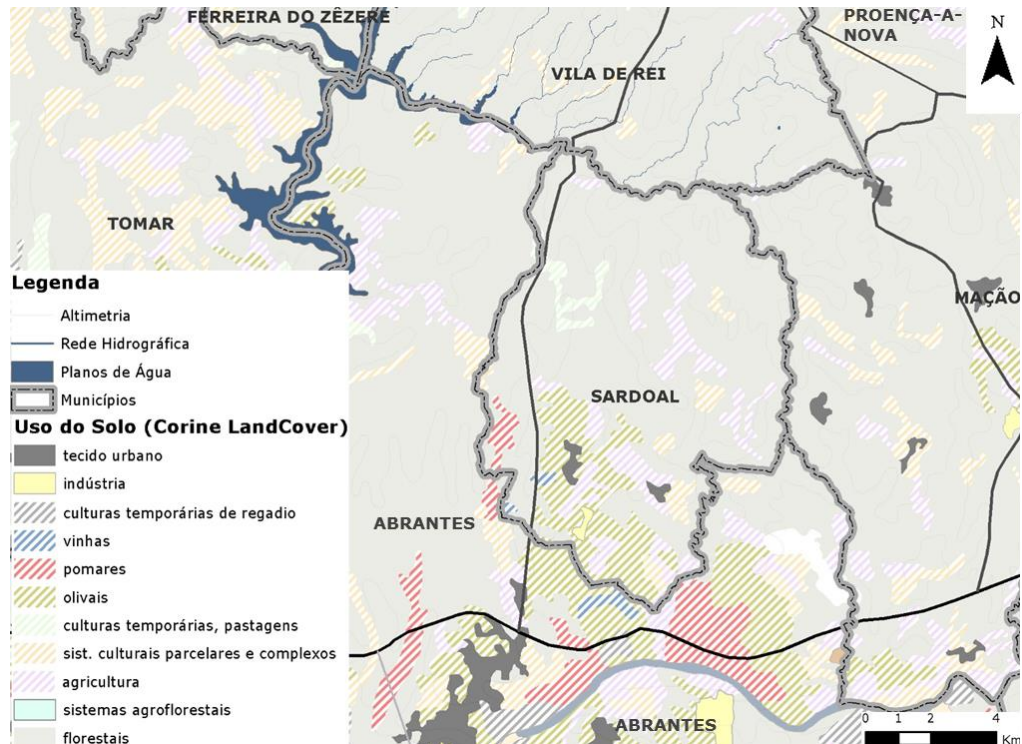 FERREIRA DO ZÊZERE
PROENÇA-A-
NOVA
N
VILA DE REI
TOMAR
MAÇÃO
SARDOAL
ABRANTES
ABRANTES
Legenda
Altimetria
Rede Hidrográfica
Planos de Água
Municípios
Uso do Solo (Corine LandCover)
tecido urbano
indústria
culturas temporárias de regadio
vinhas
pomares
olivais
culturas temporárias, pastagens
sist. culturais parcelares e complexos
agricultura
sistemas agroflorestais
florestais
0 1 2 4
Km